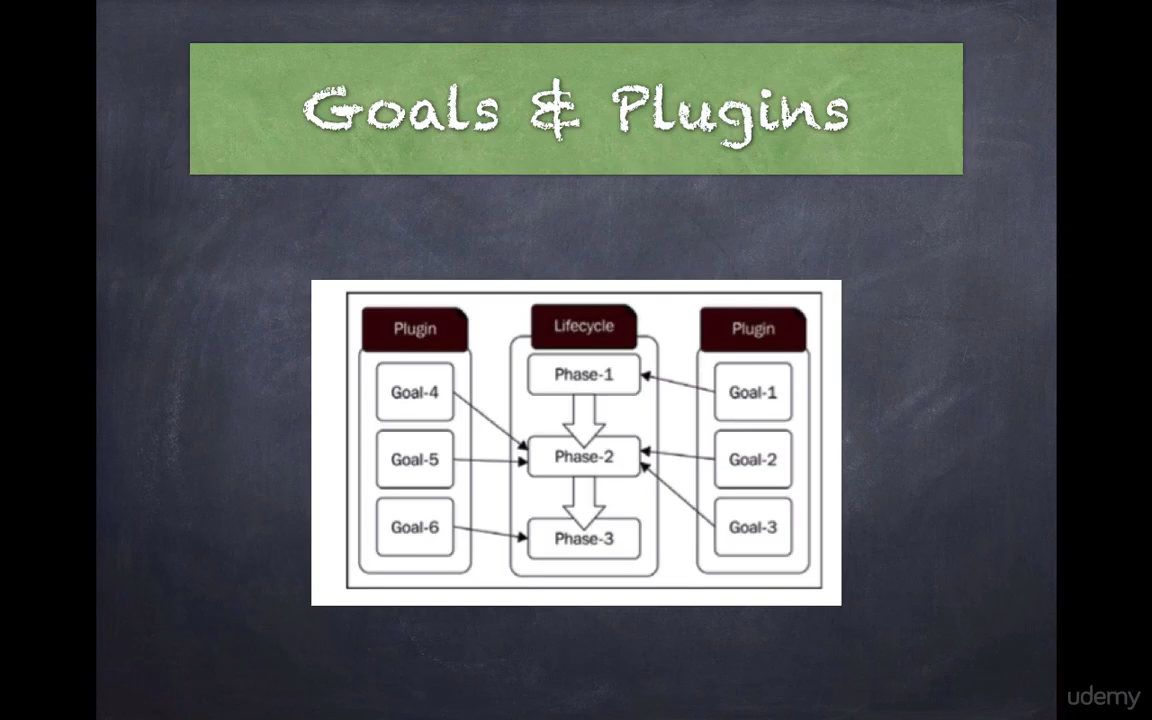 Goals & Plugins
Plugin
Goal-4
Goal-5
Goal-6
Lifecycle
Phase-1
Phase-2
Phase-3
Plugin
Goal-1
Goal-2
Goal-3
udemy